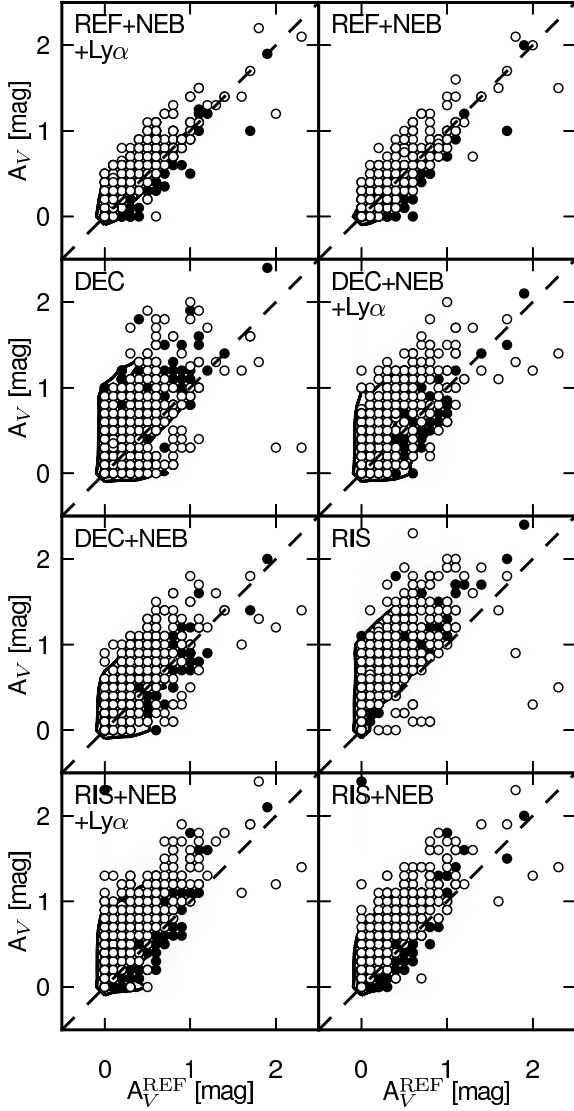 REF+NEB
+Lyα
REF+NEB
2
1
0
A_V [mag]
DEC
DEC+NEB
+Lyα
2
1
0
A_V [mag]
DEC+NEB
RIS
2
1
0
A_V [mag]
RIS+NEB
+Lyα
RIS+NEB
2
1
0
A_V [mag]
0 1 2
0 1 2
A_V^REF [mag]
A_V^REF [mag]